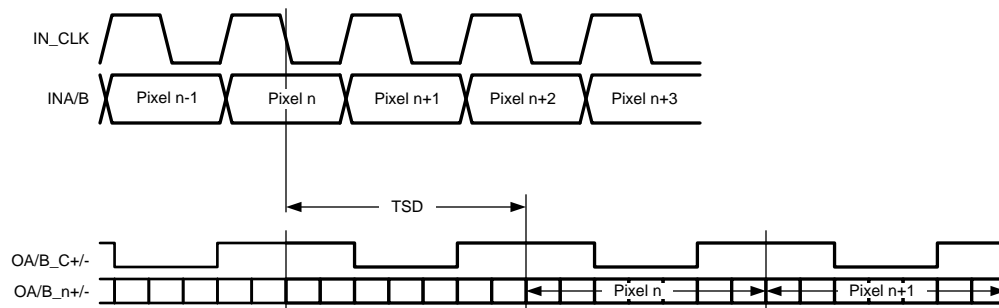 IN_CLK
INA/B
Pixel n-1
Pixel n
Pixel n+1
Pixel n+2
Pixel n+3
TSD
OA/B_C+/-
OA/B_n+/-
Pixel n
Pixel n+1